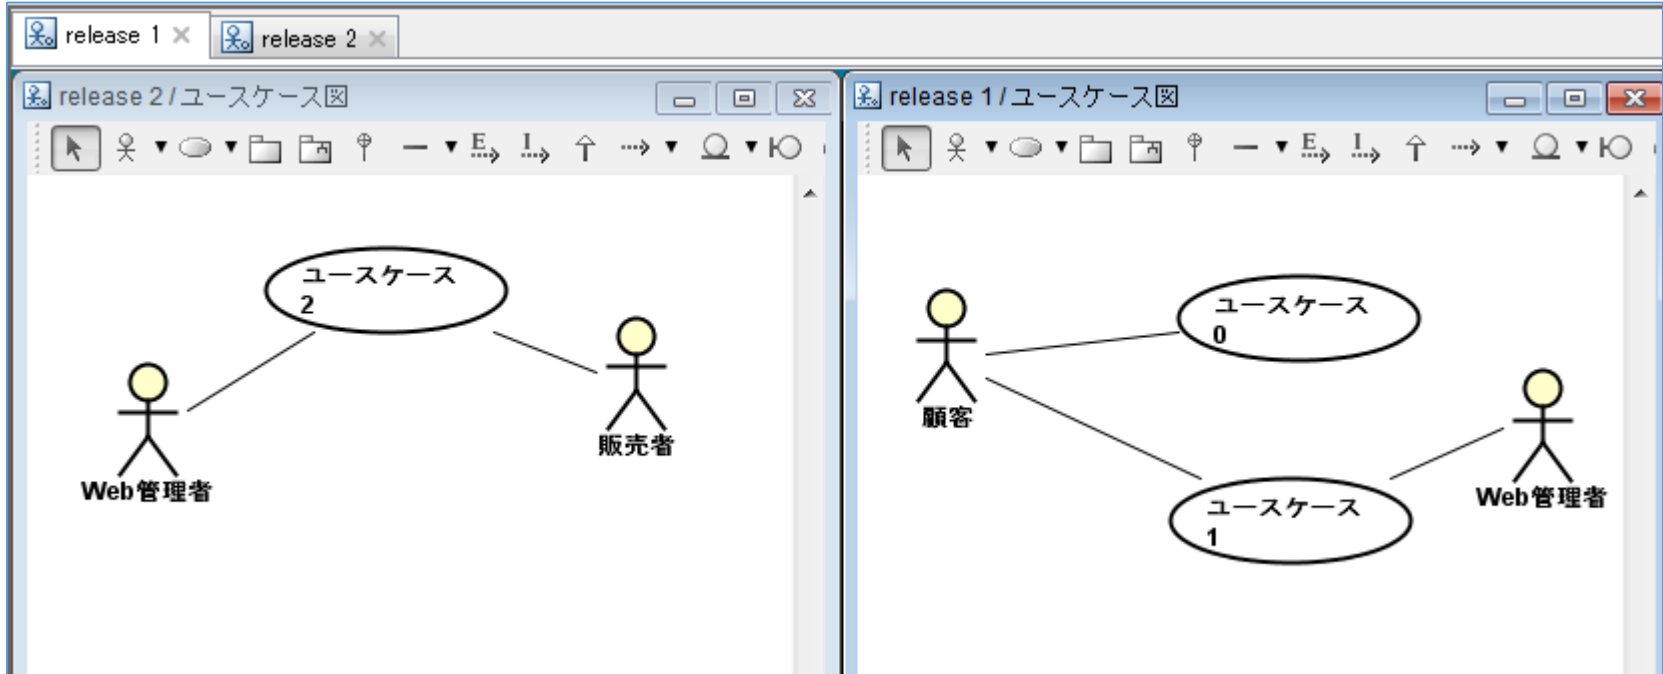 release 1
release 2
release 2 / ユースケース図
release 1 / ユースケース図
E
I
E
I
ユースケース
2
Web管理者
販売者
ユースケース
0
顧客
Web管理者
ユースケース
1